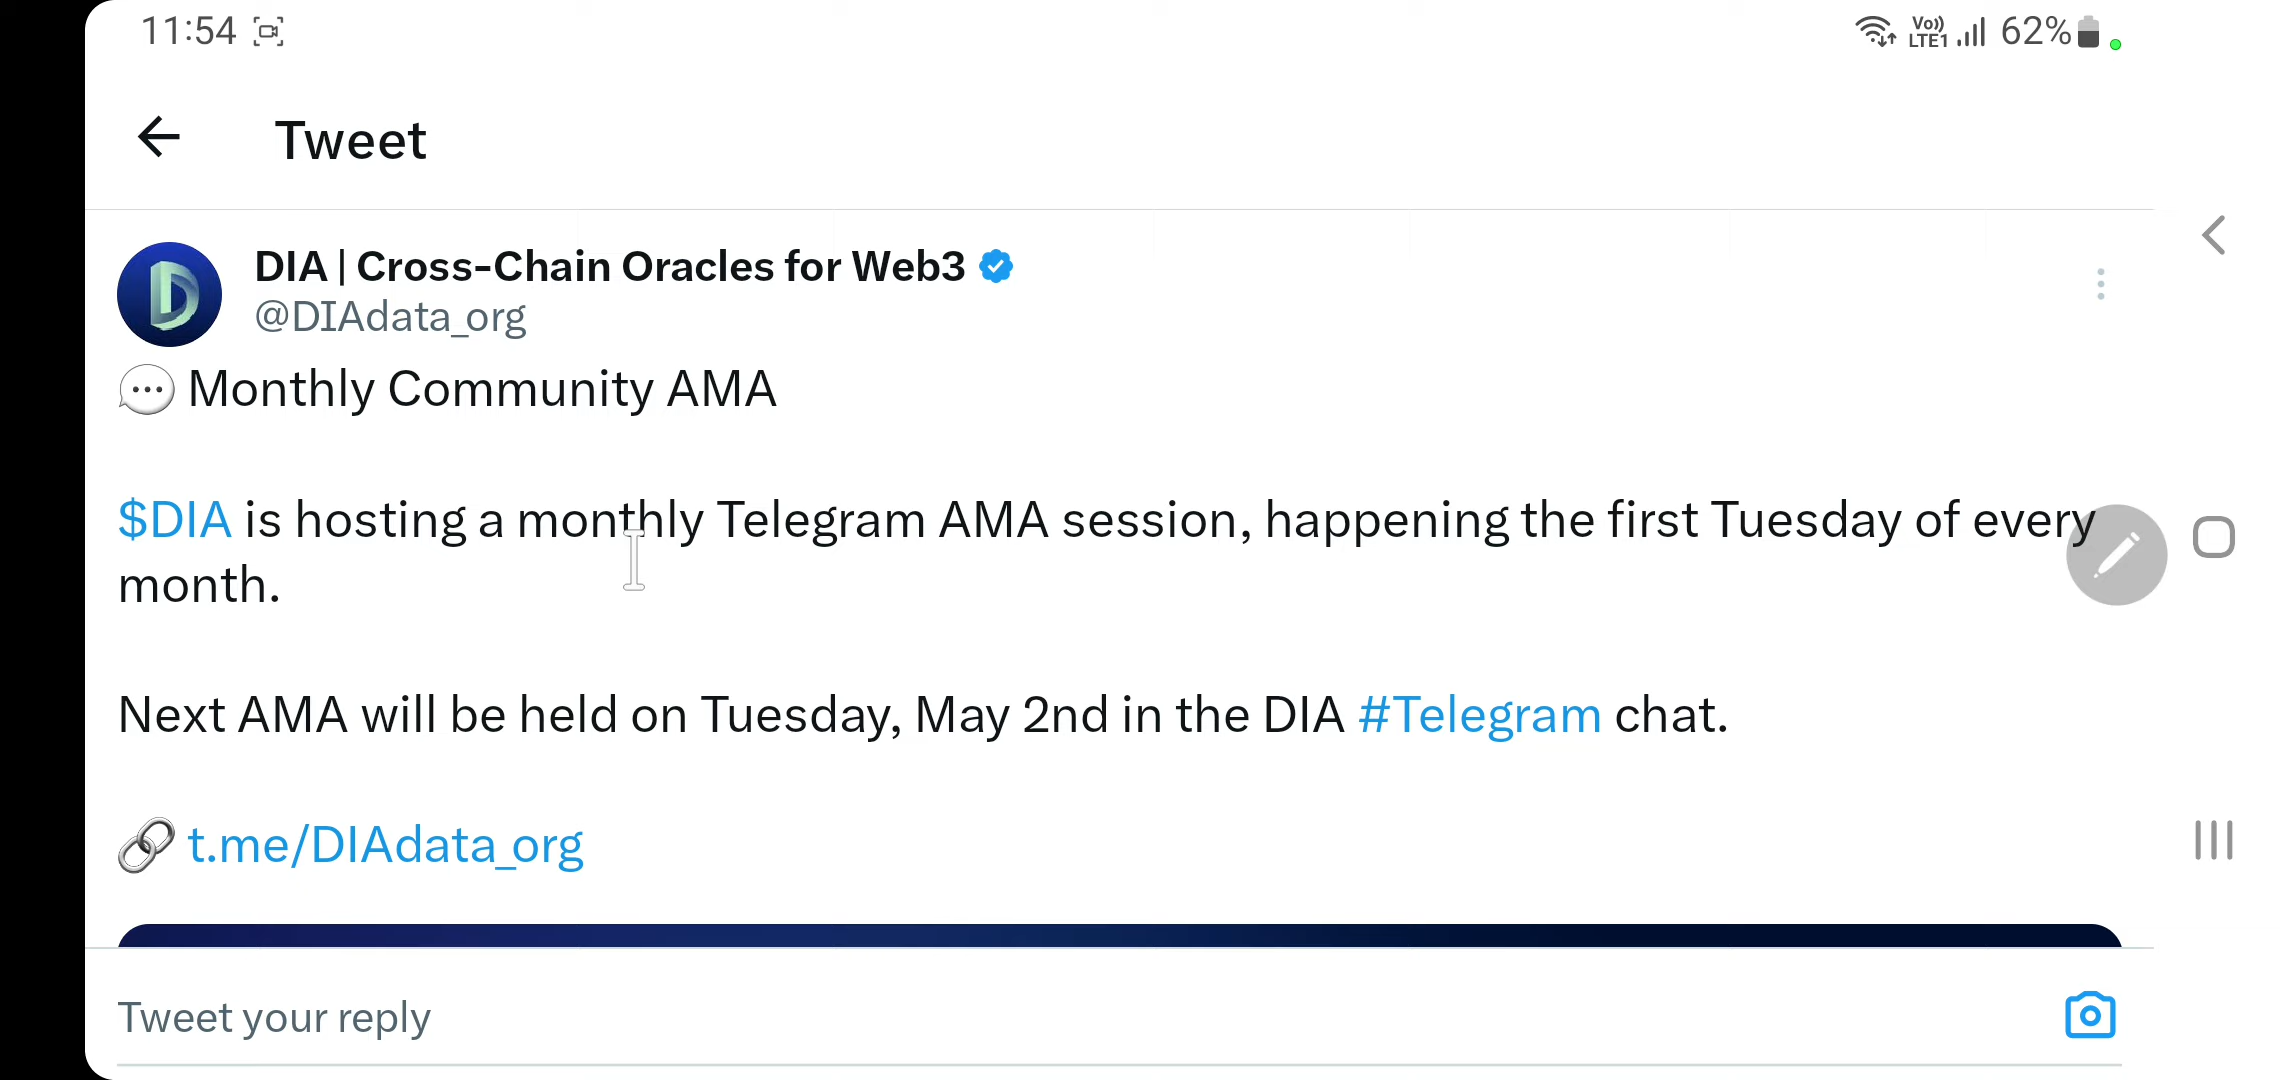 11:54 Vo)) LTE1 62%
Tweet
DIA | Cross-Chain Oracles for Web3
@DIAdata_org
💬 Monthly Community AMA
$DIA is hosting a monthly Telegram AMA session, happening the first Tuesday of every
month.
Next AMA will be held on Tuesday, May 2nd in the DIA #Telegram chat.
🔗 t.me/DIAdata_org
Tweet your reply